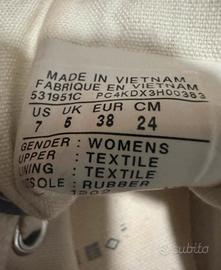 MADE IN VIETNAM
FABRIQUE EN VIETNAM
531951C PC4KDX3H00383
US UK EUR CM
7 5 38 24
GENDER : WOMENS
UPPER : TEXTILE
LINING : TEXTILE
SOLE : RUBBER
subito